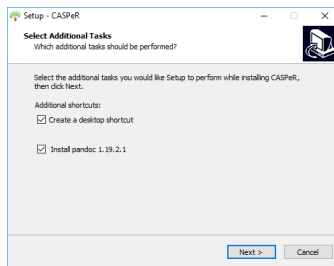 Setup - CASPeR
Select Additional Tasks
Which additional tasks should be performed?
Select the additional tasks you would like Setup to perform while installing CASPeR,
then click Next.
Additional shortcuts:
Create a desktop shortcut
Install pandoc 1.19.2.1
Next >
Cancel